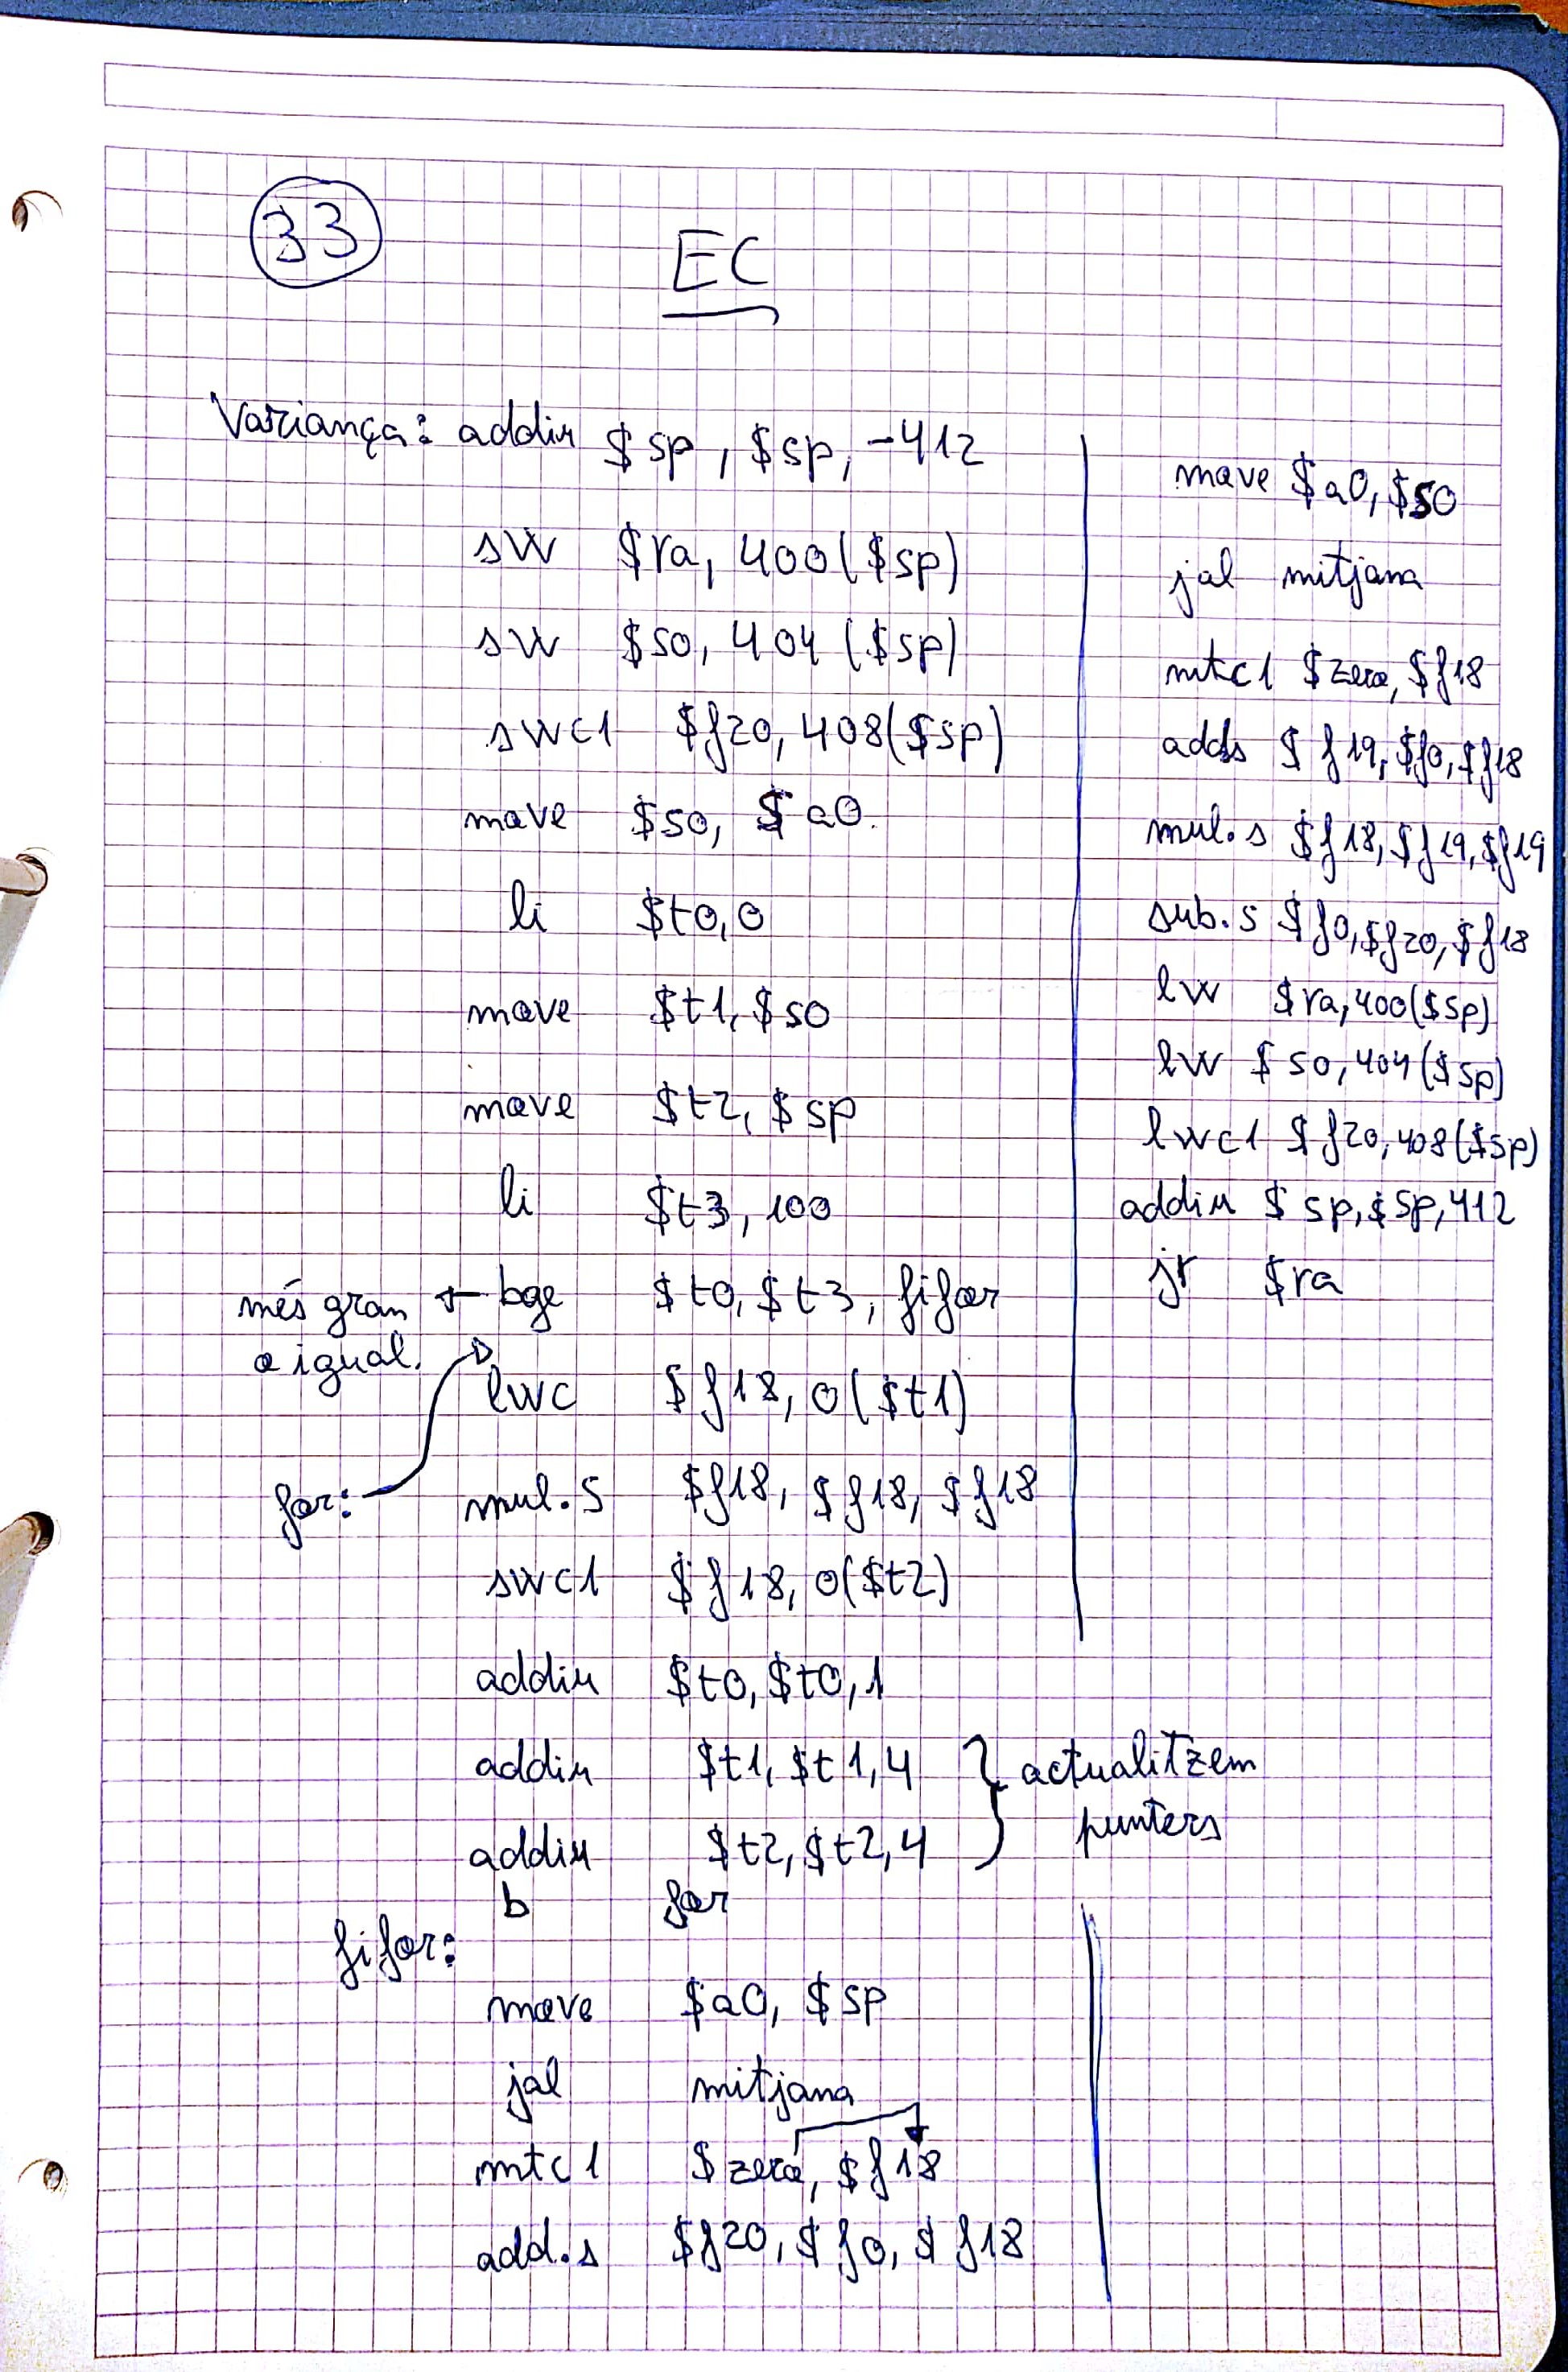 33
EC
Variança: addiu $sp, $sp, -412
sw $ra, 400($sp)
sw $s0, 404($sp)
swc1 $f20, 408($sp)
move $s0, $a0
li $t0, 0
move $t1, $s0
move $t2, $sp
li $t3, 100
més gran ← bge $t0, $t3, fifor
o igual.
lwc $f18, 0($t1)
for: mul.s $f18, $f18, $f18
swc1 $f18, 0($t2)
addiu $t0, $t0, 1
addiu $t1, $t1, 4 } actualitzem
addiu $t2, $t2, 4 punters
b for
fifor:
move $a0, $sp
jal mitjana
mtc1 $zero, $f18
add.s $f20, $f0, $f18
move $a0, $s0
jal mitjana
mtc1 $zero, $f18
adds $f19, $f0, $f18
mul.s $f18, $f19, $f19
sub.s $f0, $f20, $f18
lw $ra, 400($sp)
lw $s0, 404($sp)
lwc1 $f20, 408($sp)
addiu $sp, $sp, 412
jr $ra